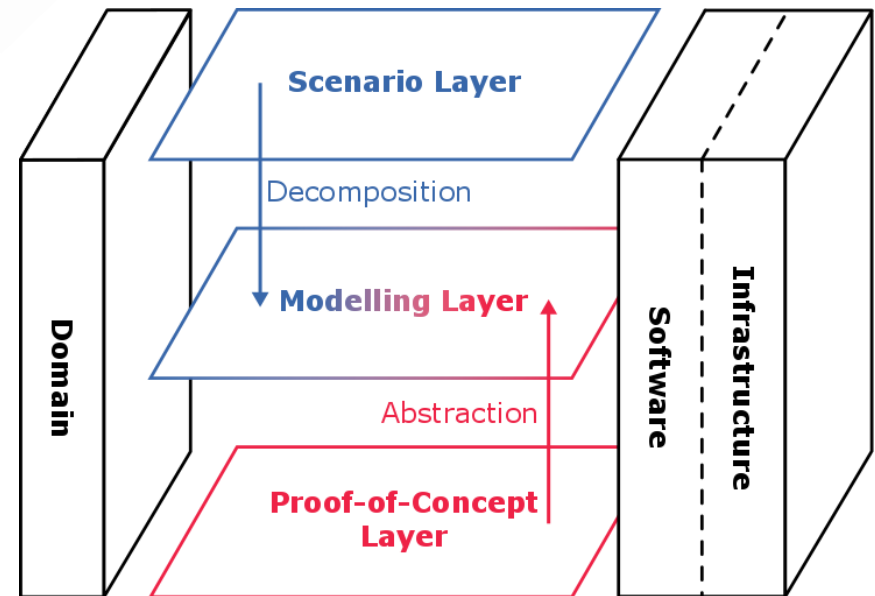 Scenario Layer
Decomposition
Modelling Layer
Abstraction
Proof-of-Concept
Layer
Domain
Software
Infrastructure